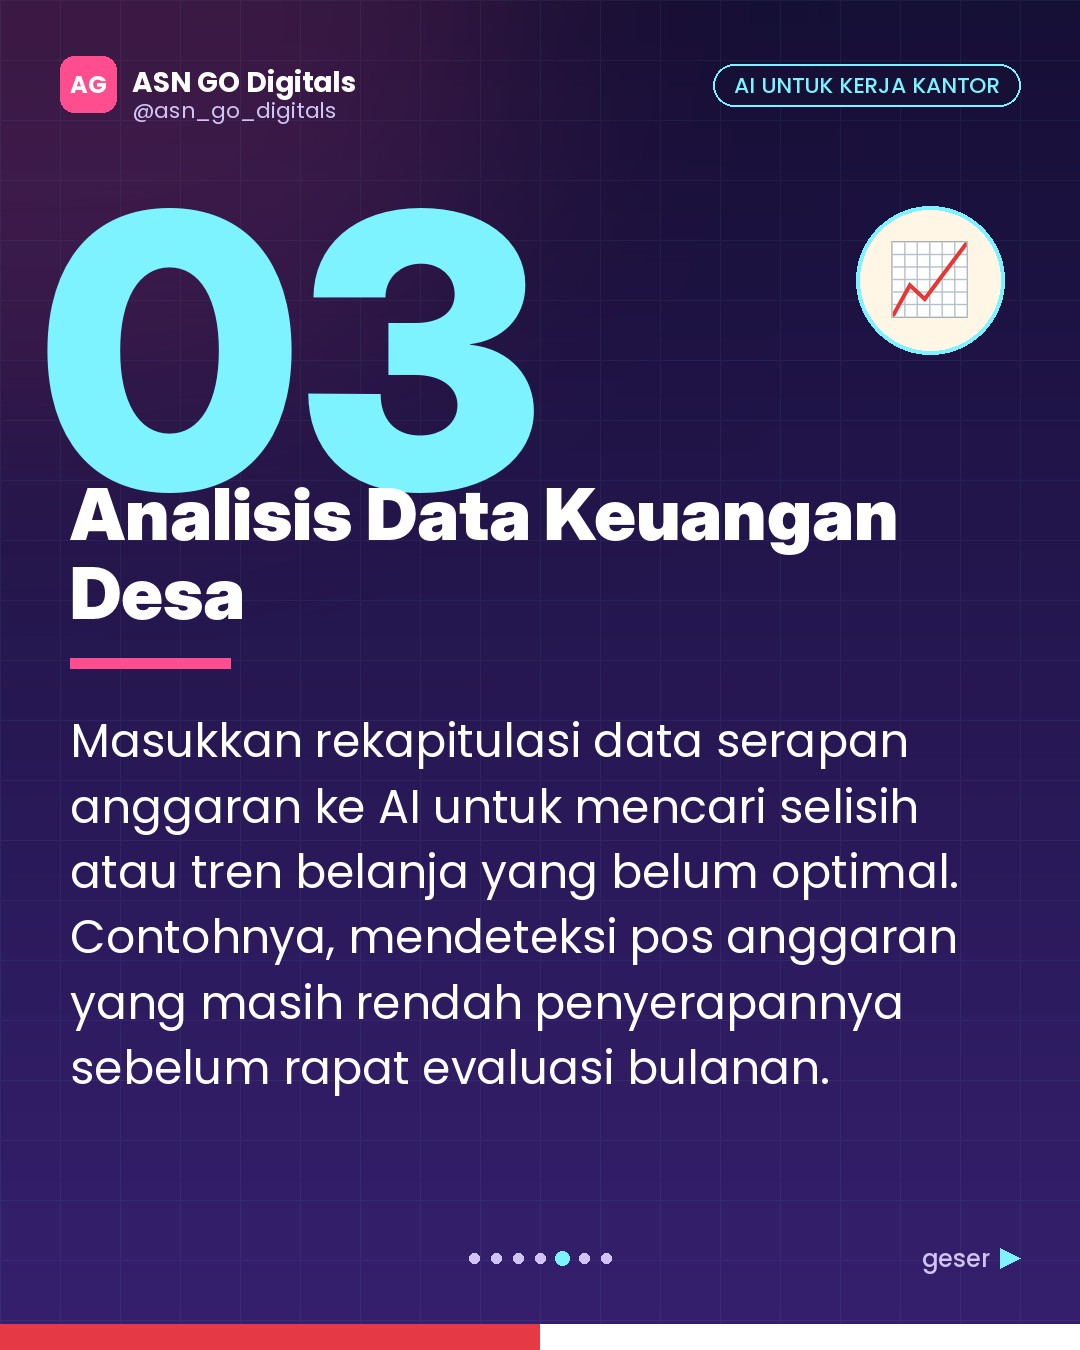 AG
ASN GO Digitals
@asn_go_digitals
AI UNTUK KERJA KANTOR
03
Analisis Data Keuangan
Desa
Masukkan rekapitulasi data serapan
anggaran ke AI untuk mencari selisih
atau tren belanja yang belum optimal.
Contohnya, mendeteksi pos anggaran
yang masih rendah penyerapannya
sebelum rapat evaluasi bulanan.
geser